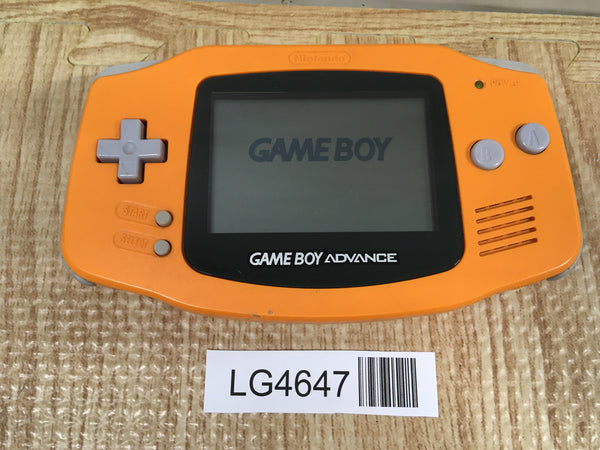 Nintendo
POWER
GAME BOY
B
A
START
SELECT
GAME BOY ADVANCE
LG4647